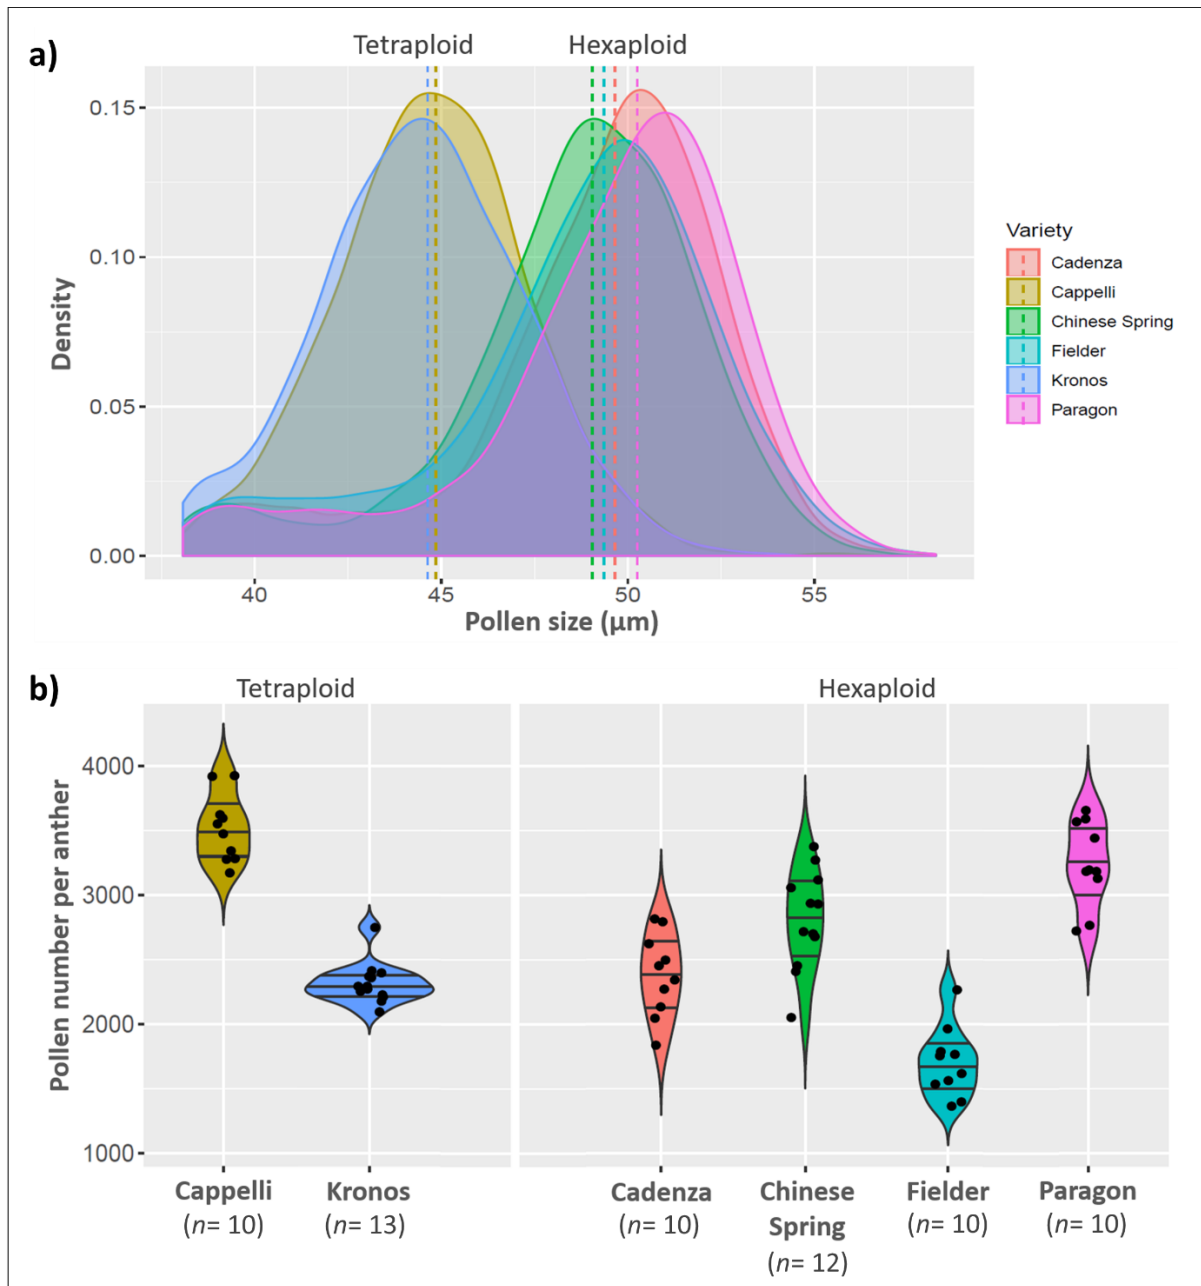 a)
Tetraploid Hexaploid
0.15
0.10
0.05
0.00
Density
40 45 50 55
Pollen size (µm)
Variety
Cadenza
Cappelli
Chinese Spring
Fielder
Kronos
Paragon
b)
Tetraploid Hexaploid
4000
3000
2000
1000
Pollen number per anther
Cappelli Kronos Cadenza Chinese Fielder Paragon
(n= 10) (n= 13) (n= 10) Spring (n= 10) (n= 10)
(n= 12)